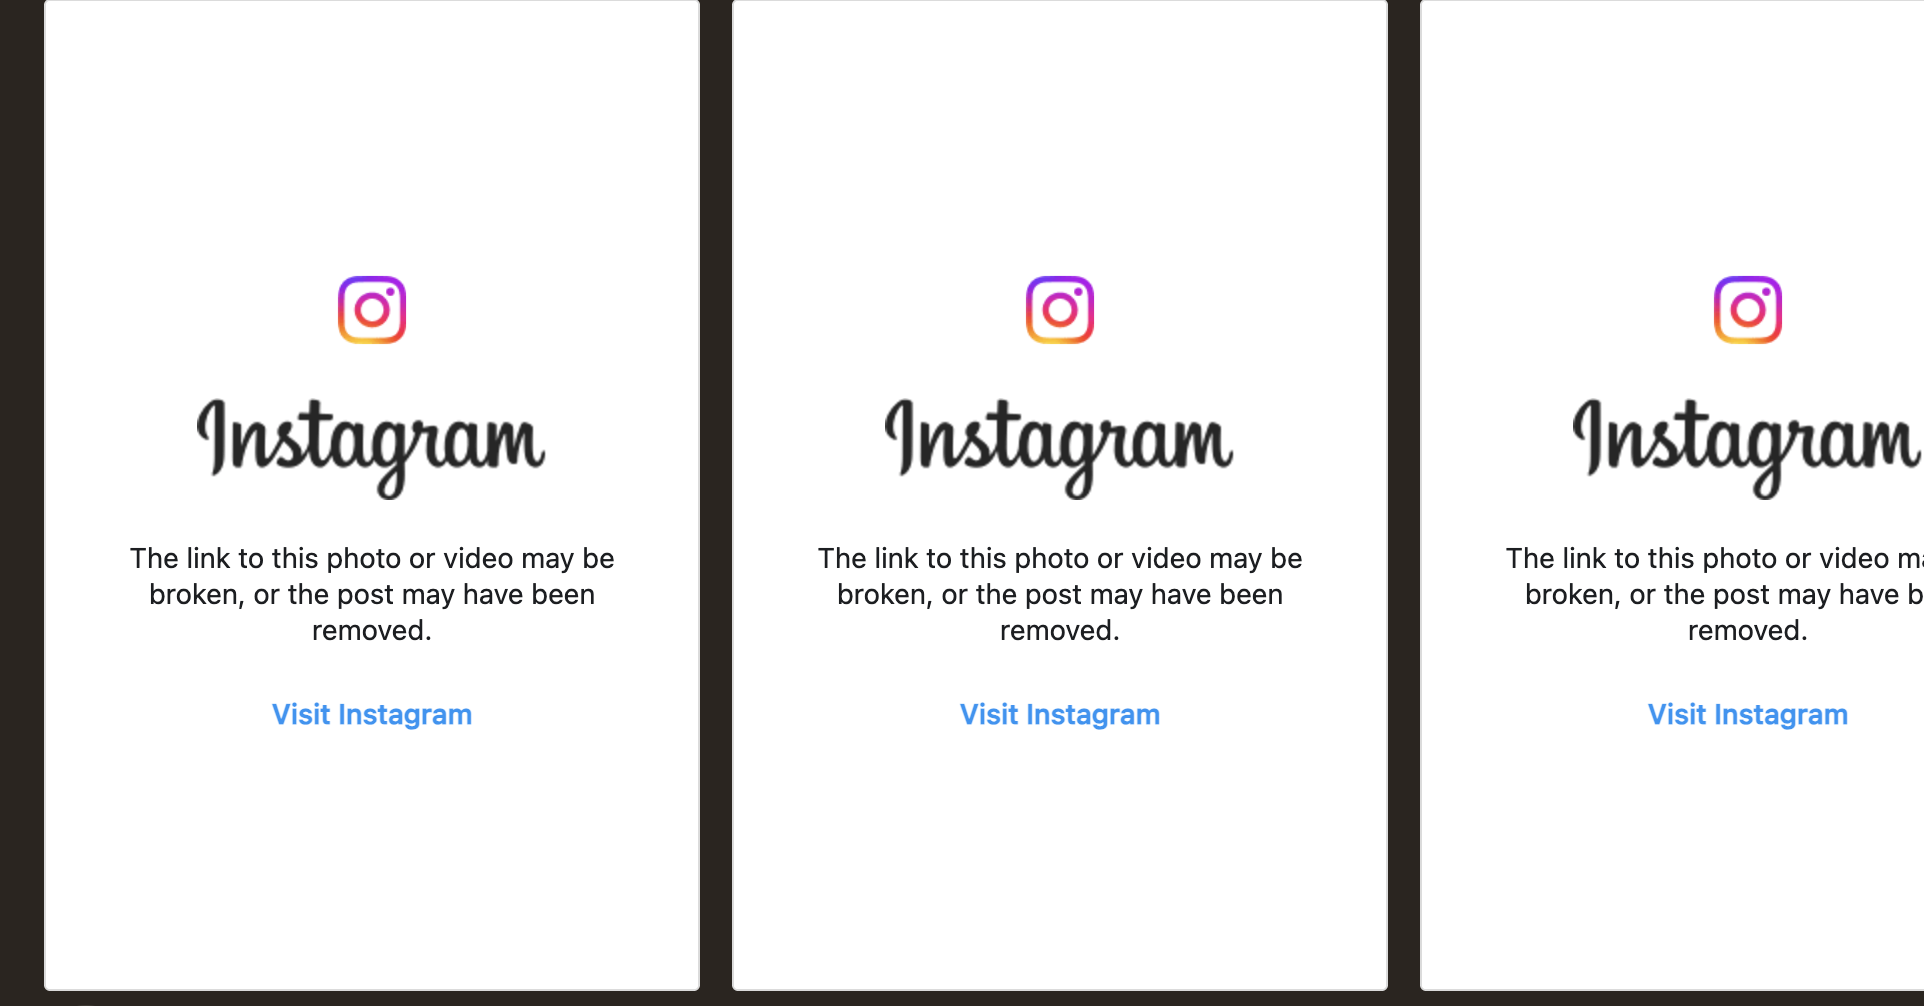 Instagram
The link to this photo or video may be
broken, or the post may have been
removed.
Visit Instagram
Instagram
The link to this photo or video may be
broken, or the post may have been
removed.
Visit Instagram
Instagram
The link to this photo or video
broken, or the post may have
removed.
Visit Instagram